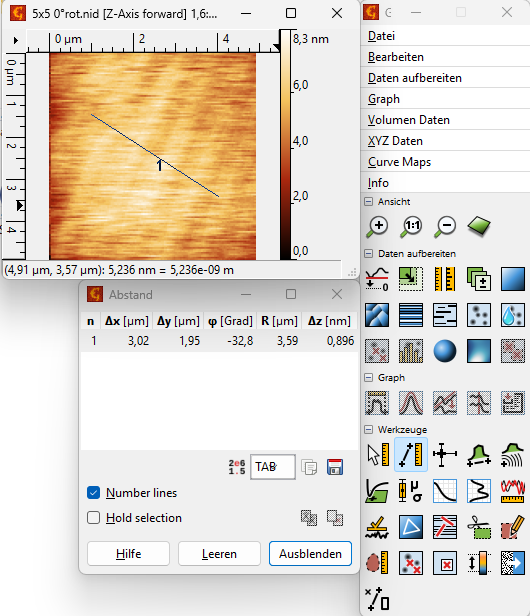 5x5 0°rot.nid [Z-Axis forward] 1,6:...
0 µm 2 4
0 µm
1
2
3
4
8,3 nm
6,0
4,0
2,0
0,0
1
(4,91 µm, 3,57 µm): 5,236 nm = 5,236e-09 m
Abstand
n Δx [µm] Δy [µm] φ [Grad] R [µm] Δz [nm]
1 3,02 1,95 -32,8 3,59 0,896
2e6
1.5
TAB
Number lines
Hold selection
Hilfe Leeren Ausblenden
Datei
Bearbeiten
Daten aufbereiten
Graph
Volumen Daten
XYZ Daten
Curve Maps
Info
Ansicht
1:1
Daten aufbereiten
0
Graph
Werkzeuge
μ
σ